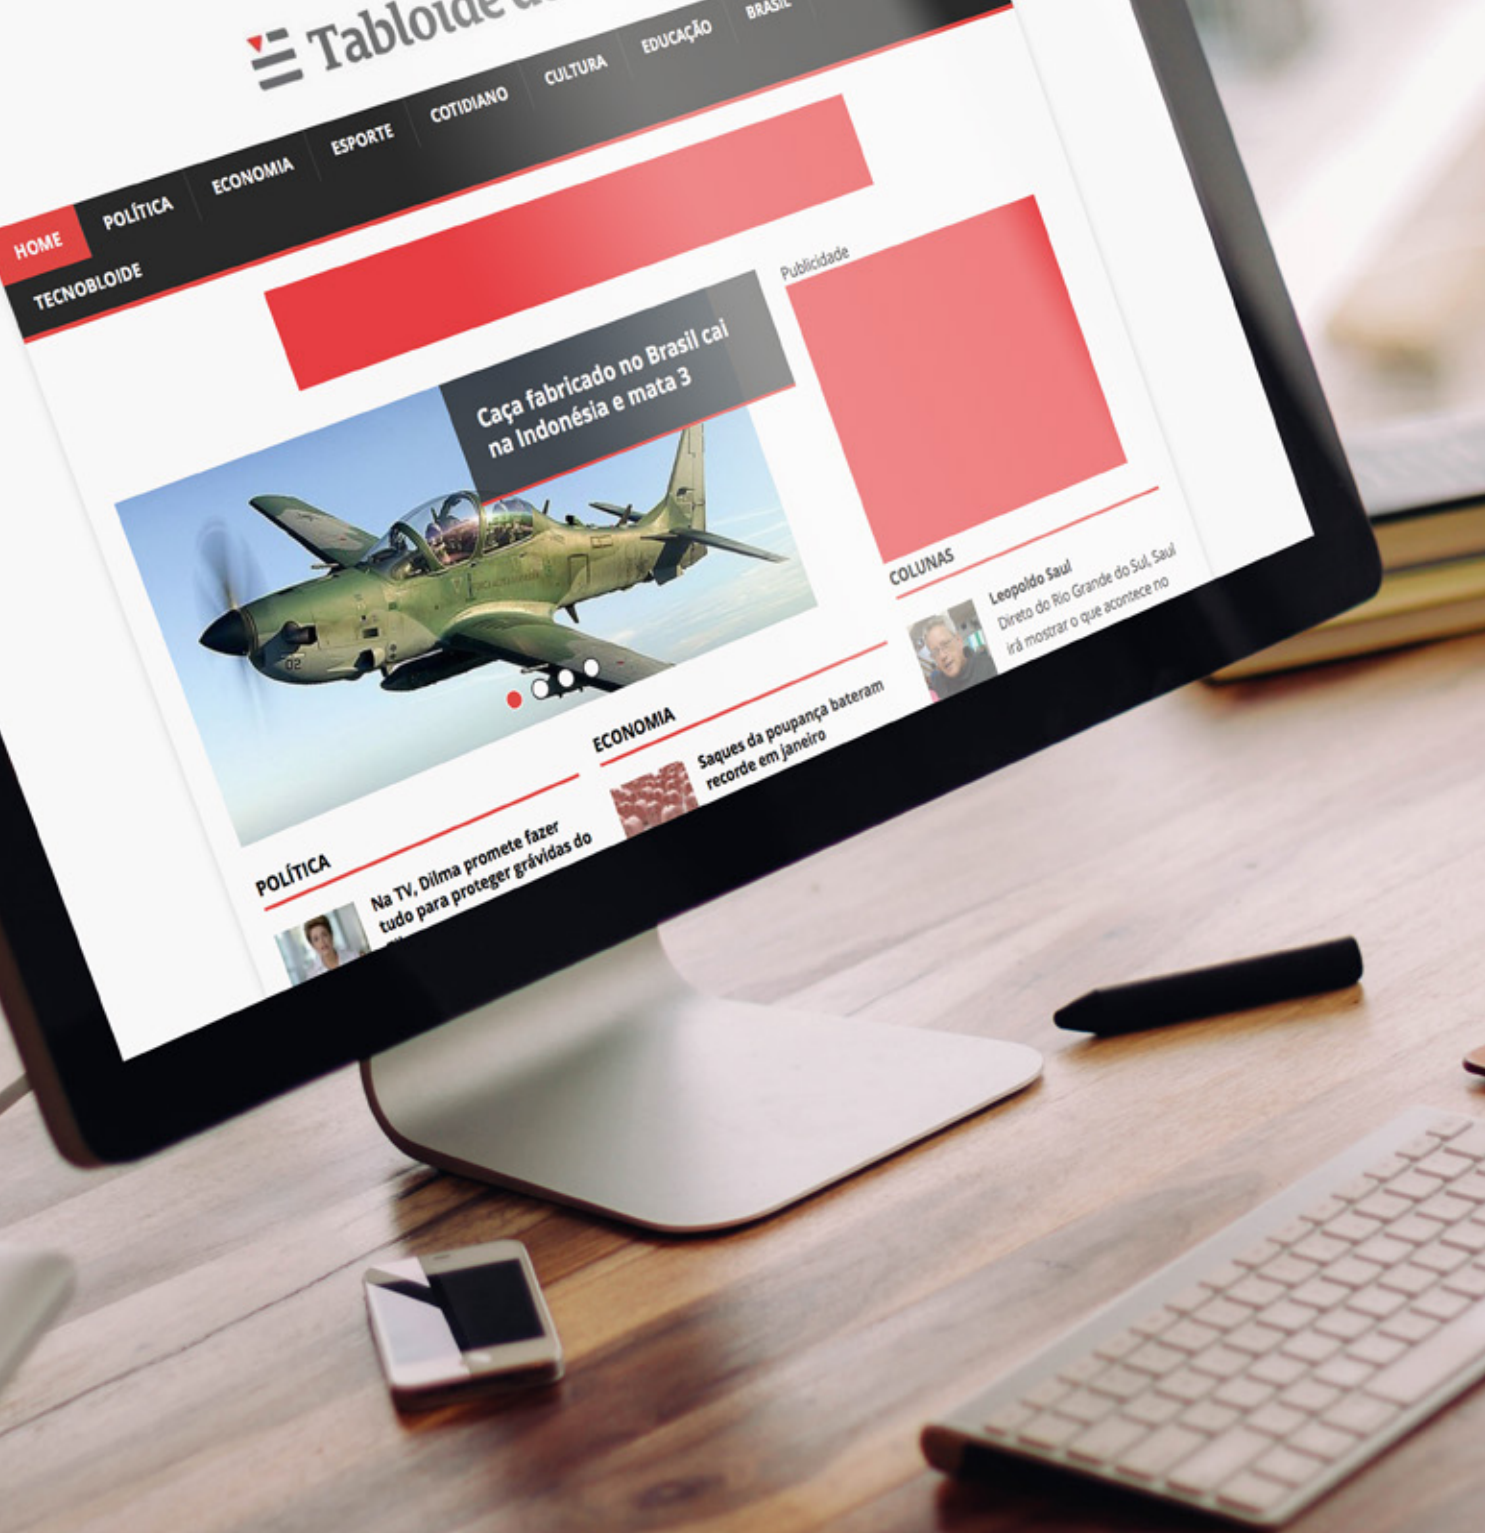 Tabloide
HOME
POLÍTICA
ECONOMIA
ESPORTE
COTIDIANO
CULTURA
EDUCAÇÃO
BRASIL
TECNOBLOIDE
Publicidade
Caça fabricado no Brasil cai
na Indonésia e mata 3
02
COLUNAS
Leopoldo Saul
Direto do Rio Grande do Sul, Saul
irá mostrar o que acontece no
ECONOMIA
Saques da poupança bateram
recorde em janeiro
POLÍTICA
Na TV, Dilma promete fazer
tudo para proteger grávidas do